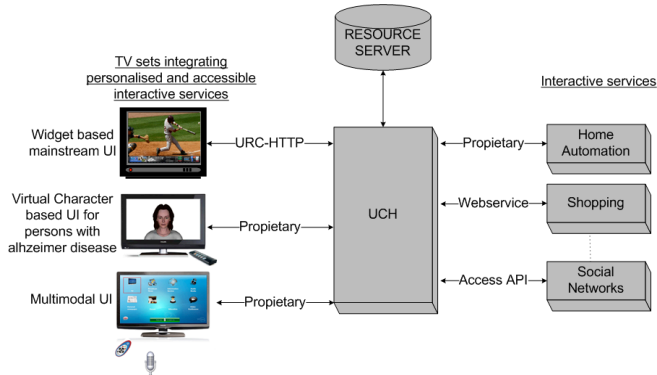 RESOURCE
SERVER
TV sets integrating
personalised and accessible
interactive services
Interactive services
Widget based
mainstream UI
URC-HTTP
Propietary
Home
Automation
Virtual Character
based UI for
persons with
alhzeimer disease
Propietary
UCH
Webservice
Shopping
Multimodal UI
Propietary
Access API
Social
Networks